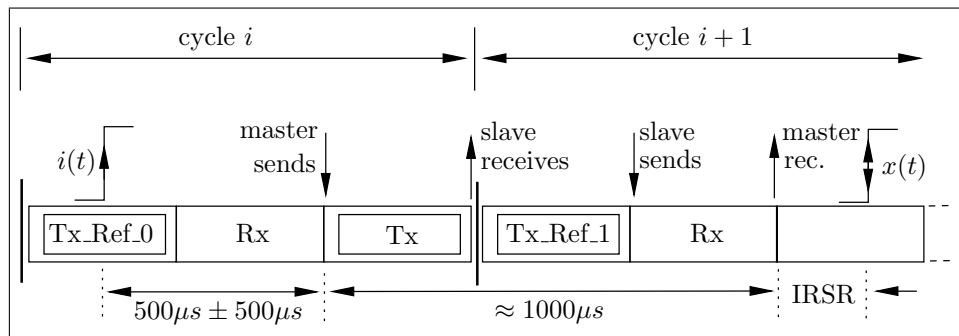 cycle i
cycle i + 1
i(t)
master
sends
slave
receives
slave
sends
master
rec.
x(t)
Tx_Ref_0
Rx
Tx
Tx_Ref_1
Rx
500μs ± 500μs
≈ 1000μs
IRSR